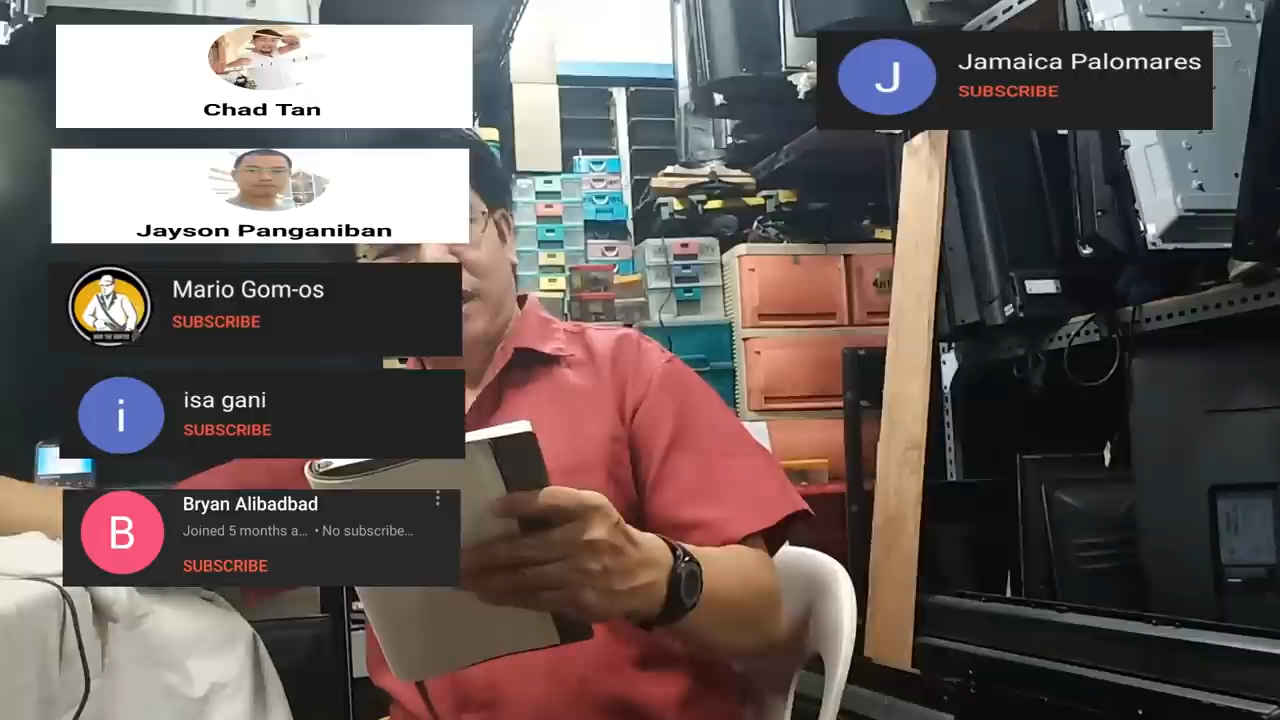 Chad Tan
Jayson Panganiban
Mario Gom-os
SUBSCRIBE
i
isa gani
SUBSCRIBE
B
Bryan Alibadbad
Joined 5 months a... • No subscribe...
SUBSCRIBE
J
Jamaica Palomares
SUBSCRIBE